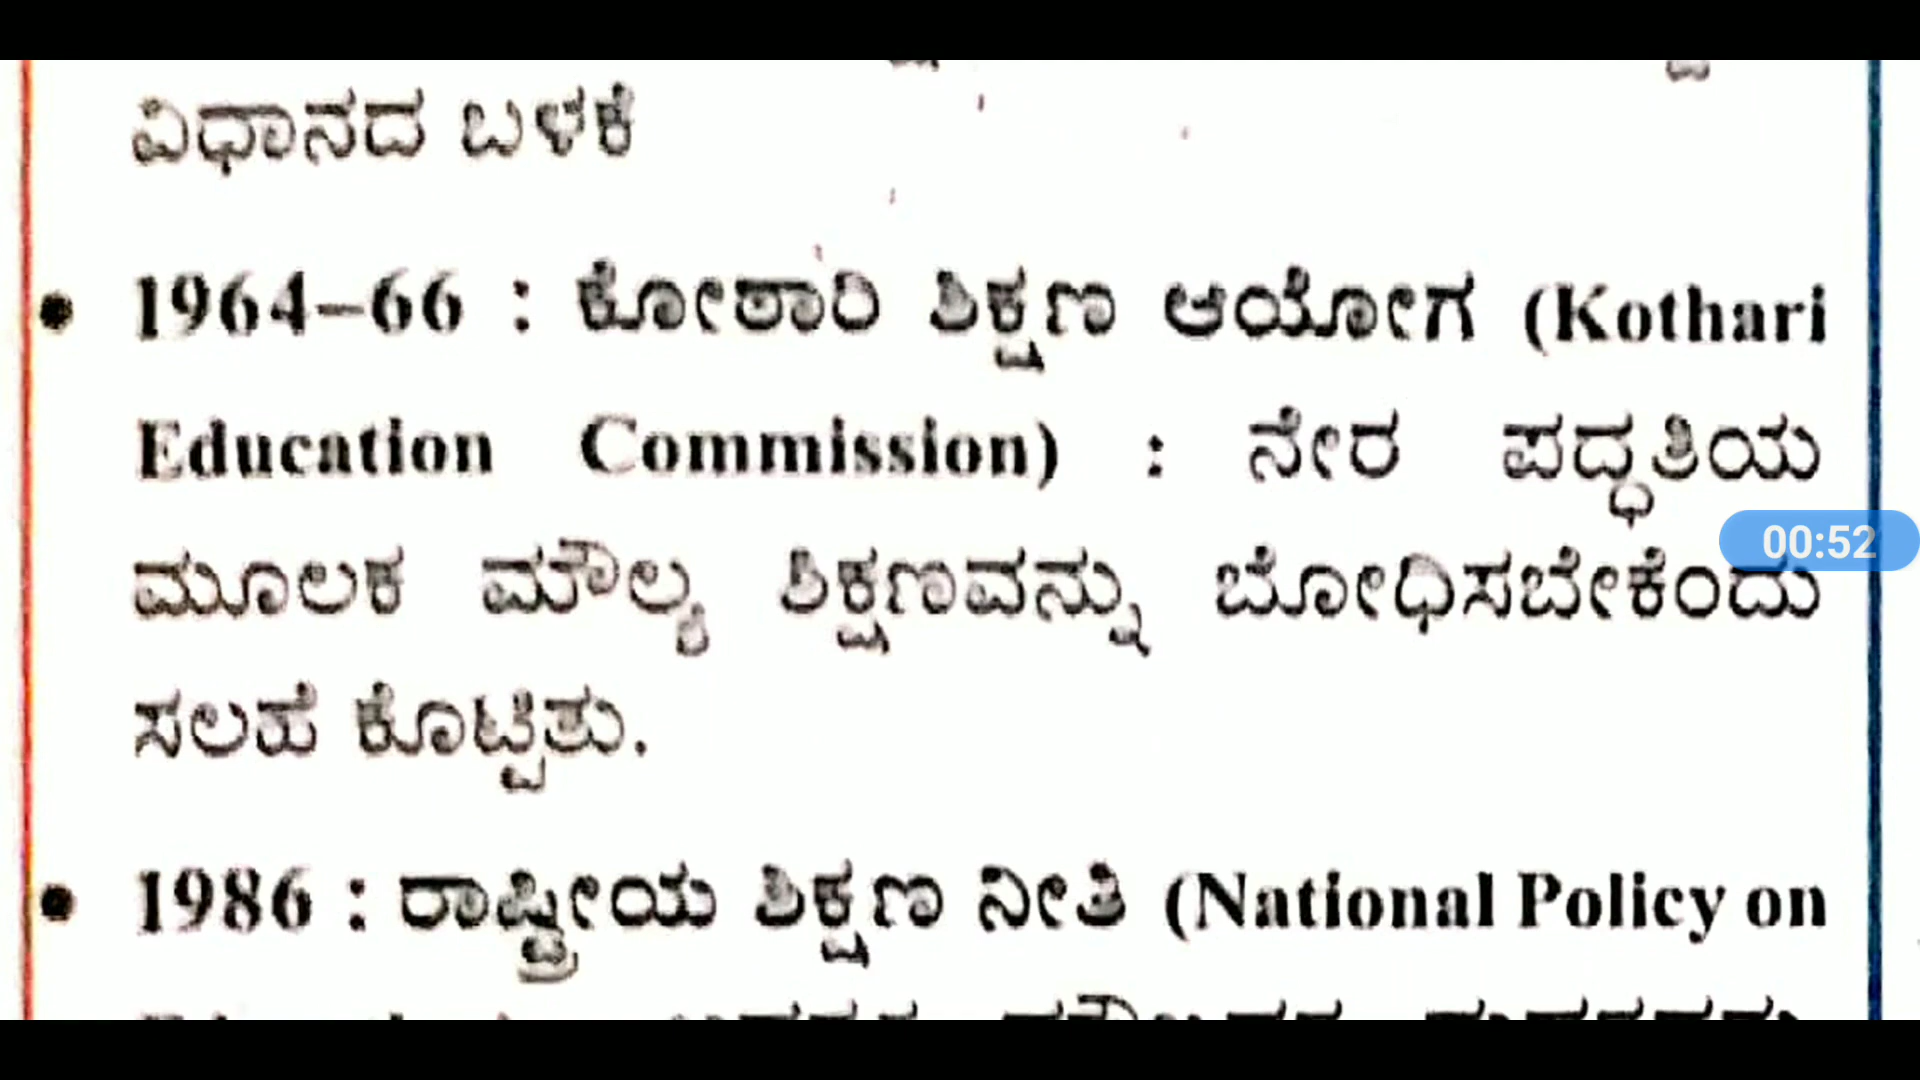 ವಿಧಾನದ ಬಳಕೆ
• 1964–66 : ಕೋಠಾರಿ ಶಿಕ್ಷಣ ಆಯೋಗ (Kothari
Education Commission) : ನೇರ ಪದ್ಧತಿಯ
00:52
ಮೂಲಕ ಮೌಲ್ಯ ಶಿಕ್ಷಣವನ್ನು ಬೋಧಿಸಬೇಕೆಂದು
ಸಲಹೆ ಕೊಟ್ಟಿತು.
• 1986 : ರಾಷ್ಟ್ರೀಯ ಶಿಕ್ಷಣ ನೀತಿ (National Policy on